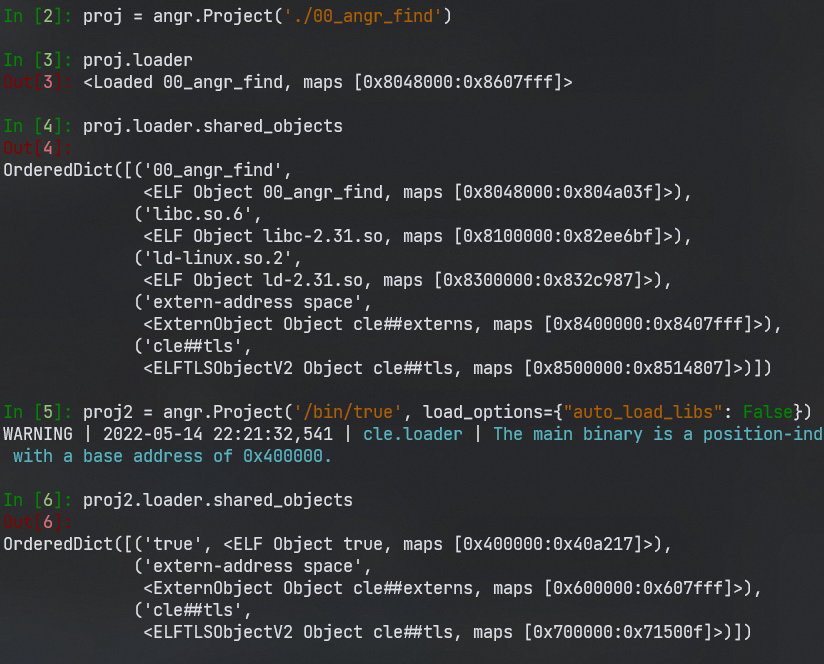 In [2]: proj = angr.Project('./00_angr_find')
In [3]: proj.loader
Out[3]: <Loaded 00_angr_find, maps [0x8048000:0x8607fff]>
In [4]: proj.loader.shared_objects
Out[4]:
OrderedDict([('00_angr_find',
<ELF Object 00_angr_find, maps [0x8048000:0x804a03f]>),
('libc.so.6',
<ELF Object libc-2.31.so, maps [0x8100000:0x82ee6bf]>),
('ld-linux.so.2',
<ELF Object ld-2.31.so, maps [0x8300000:0x832c987]>),
('extern-address space',
<ExternObject Object cle##externs, maps [0x8400000:0x8407fff]>),
('cle##tls',
<ELFTLSObjectV2 Object cle##tls, maps [0x8500000:0x8514807]>)])
In [5]: proj2 = angr.Project('/bin/true', load_options={"auto_load_libs": False})
WARNING | 2022-05-14 22:21:32,541 | cle.loader | The main binary is a position-ind
with a base address of 0x400000.
In [6]: proj2.loader.shared_objects
Out[6]:
OrderedDict([('true', <ELF Object true, maps [0x400000:0x40a217]>),
('extern-address space',
<ExternObject Object cle##externs, maps [0x600000:0x607fff]>),
('cle##tls',
<ELFTLSObjectV2 Object cle##tls, maps [0x700000:0x71500f]>)])